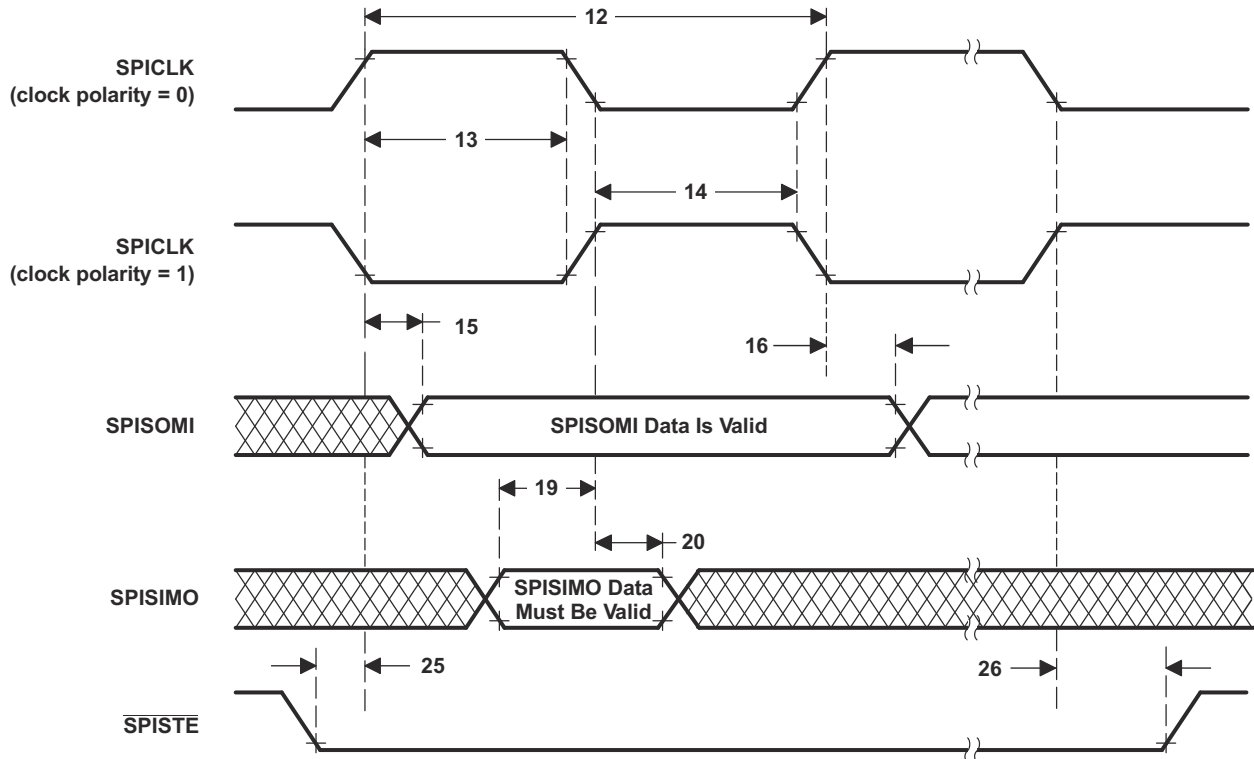 12
SPICLK
(clock polarity = 0)
13
14
SPICLK
(clock polarity = 1)
15
16
SPISOMI
SPISOMI Data Is Valid
19
20
SPISIMO
SPISIMO Data
Must Be Valid
25
26
SPISTE